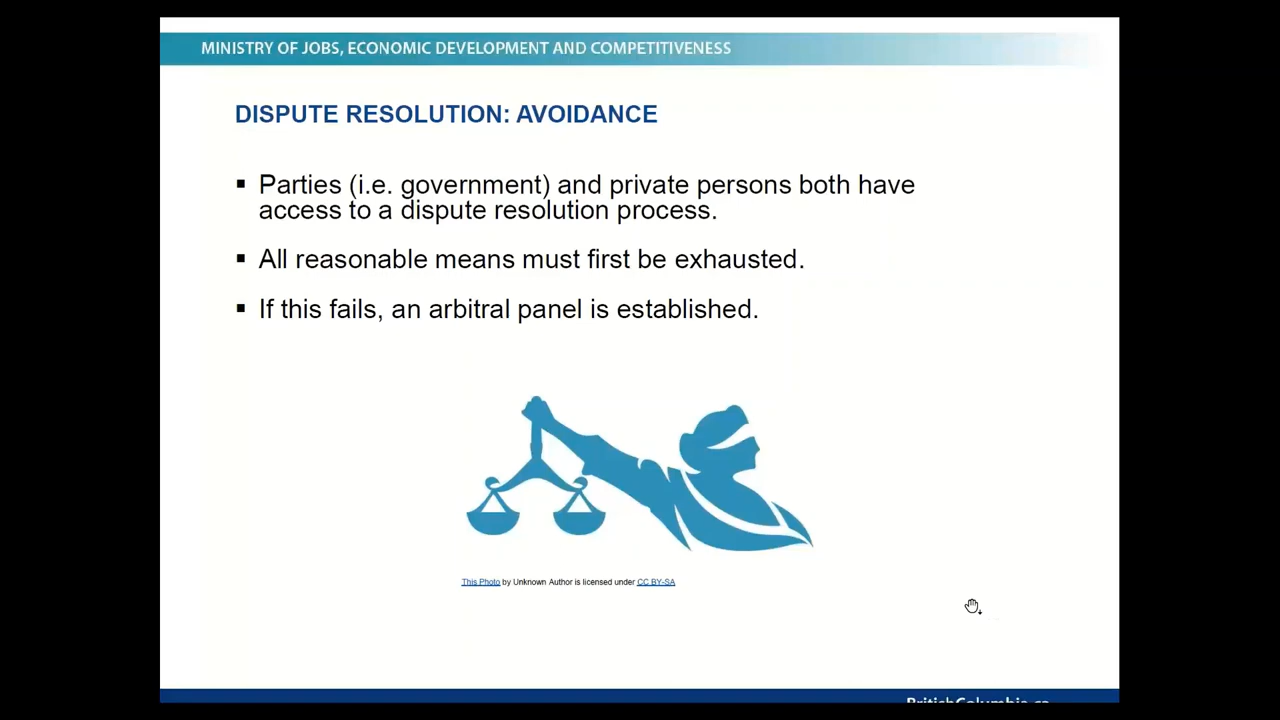 MINISTRY OF JOBS, ECONOMIC DEVELOPMENT AND COMPETITIVENESS
DISPUTE RESOLUTION: AVOIDANCE
▪ Parties (i.e. government) and private persons both have
access to a dispute resolution process.
▪ All reasonable means must first be exhausted.
▪ If this fails, an arbitral panel is established.
This Photo by Unknown Author is licensed under CC BY-SA
BritishColumbia.ca